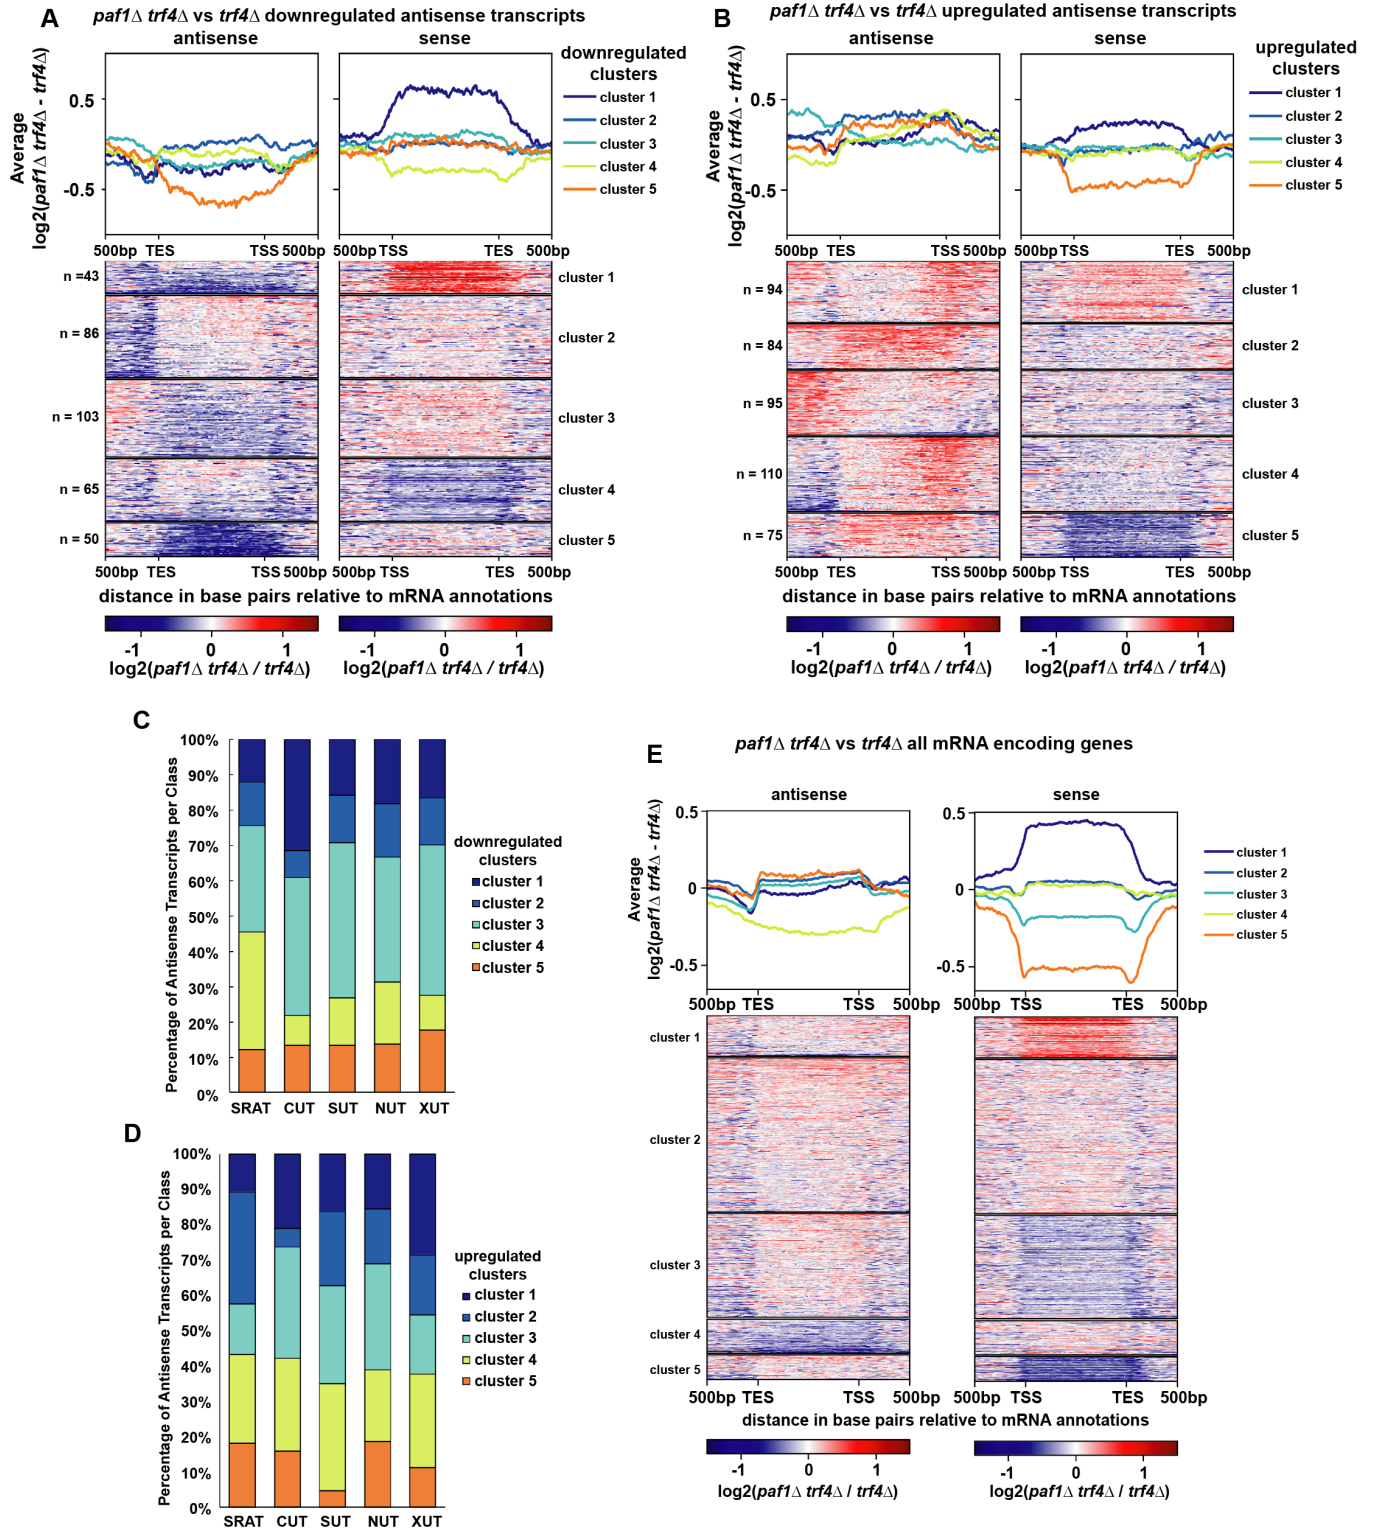 A
paf1Δ trf4Δ vs trf4Δ downregulated antisense transcripts
antisense
sense
downregulated
clusters
cluster 1
cluster 2
cluster 3
cluster 4
cluster 5
Average
log2(paf1Δ trf4Δ - trf4Δ)
0.5
-0.5
500bp TES TSS 500bp
500bp TSS TES 500bp
n =43
n = 86
n = 103
n = 65
n = 50
cluster 1
cluster 2
cluster 3
cluster 4
cluster 5
500bp TES TSS 500bp
500bp TSS TES 500bp
distance in base pairs relative to mRNA annotations
-1 0 1
-1 0 1
log2(paf1Δ trf4Δ / trf4Δ)
log2(paf1Δ trf4Δ / trf4Δ)
B
paf1Δ trf4Δ vs trf4Δ upregulated antisense transcripts
antisense
sense
upregulated
clusters
cluster 1
cluster 2
cluster 3
cluster 4
cluster 5
Average
log2(paf1Δ trf4Δ - trf4Δ)
0.5
-0.5
500bp TES TSS 500bp
500bp TSS TES 500bp
n = 94
n = 84
n = 95
n = 110
n = 75
cluster 1
cluster 2
cluster 3
cluster 4
cluster 5
500bp TES TSS 500bp
500bp TSS TES 500bp
distance in base pairs relative to mRNA annotations
-1 0 1
-1 0 1
log2(paf1Δ trf4Δ / trf4Δ)
log2(paf1Δ trf4Δ / trf4Δ)
C
Percentage of Antisense Transcripts per Class
100%
90%
80%
70%
60%
50%
40%
30%
20%
10%
0%
SRAT CUT SUT NUT XUT
downregulated
clusters
cluster 1
cluster 2
cluster 3
cluster 4
cluster 5
D
Percentage of Antisense Transcripts per Class
100%
90%
80%
70%
60%
50%
40%
30%
20%
10%
0%
SRAT CUT SUT NUT XUT
upregulated
clusters
cluster 1
cluster 2
cluster 3
cluster 4
cluster 5
E
paf1Δ trf4Δ vs trf4Δ all mRNA encoding genes
antisense
sense
Average
log2(paf1Δ trf4Δ - trf4Δ)
0.5
0
-0.5
0.5
0
-0.5
cluster 1
cluster 2
cluster 3
cluster 4
cluster 5
500bp TES TSS 500bp
500bp TSS TES 500bp
cluster 1
cluster 2
cluster 3
cluster 4
cluster 5
500bp TES TSS 500bp
500bp TSS TES 500bp
distance in base pairs relative to mRNA annotations
-1 0 1
-1 0 1
log2(paf1Δ trf4Δ / trf4Δ)
log2(paf1Δ trf4Δ / trf4Δ)